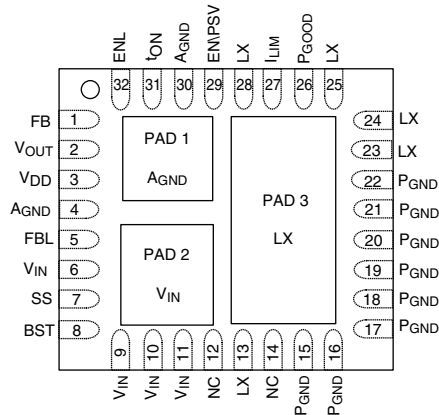 ENL
tON
AGND
EN\PSV
LX
ILIM
PGOOD
LX
32
31
30
29
28
27
26
25
FB 1
VOUT 2
VDD 3
AGND 4
FBL 5
VIN 6
SS 7
BST 8
PAD 1
AGND
PAD 2
VIN
PAD 3
LX
24 LX
23 LX
22 PGND
21 PGND
20 PGND
19 PGND
18 PGND
17 PGND
9
10
11
12
13
14
15
16
VIN
VIN
VIN
NC
LX
NC
PGND
PGND